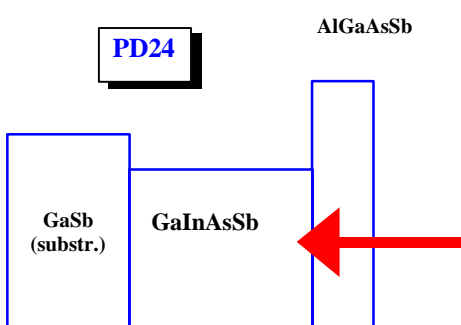 AlGaAsSb
PD24
GaSb
(substr.)
GaInAsSb